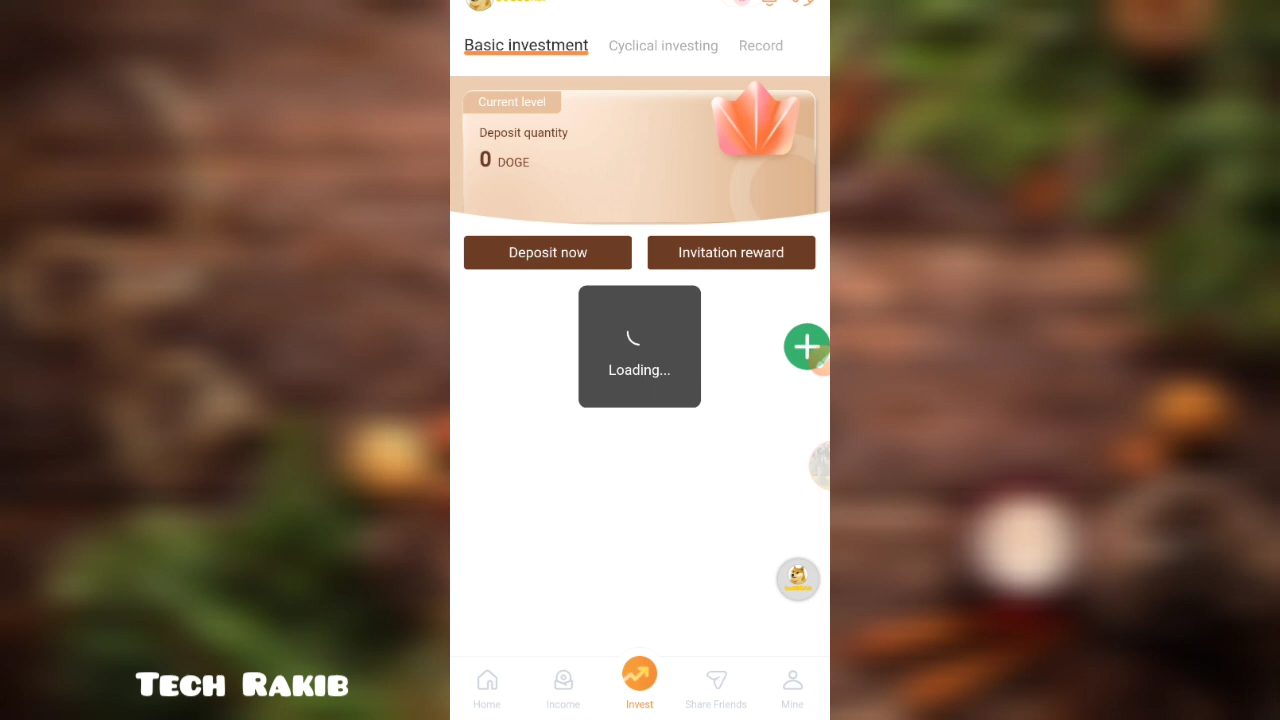 Basic investment Cyclical investing Record
Current level
Deposit quantity
0 DOGE
Deposit now Invitation reward
Loading...
Home Income Invest Share Friends Mine
Tech Rakib